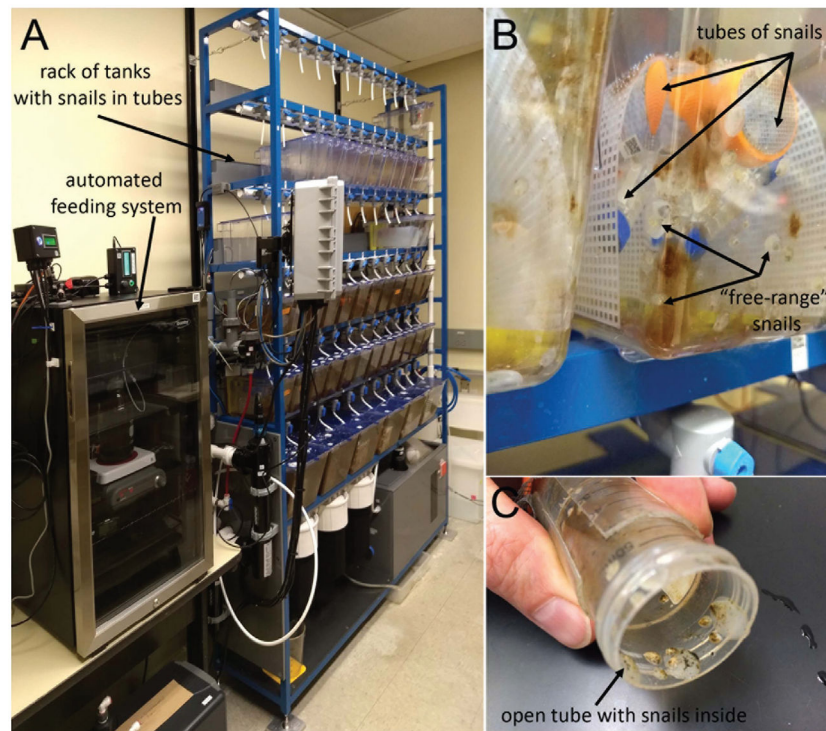 A
rack of tanks
with snails in tubes
automated
feeding system
B
tubes of snails
"free-range"
snails
C
open tube with snails inside